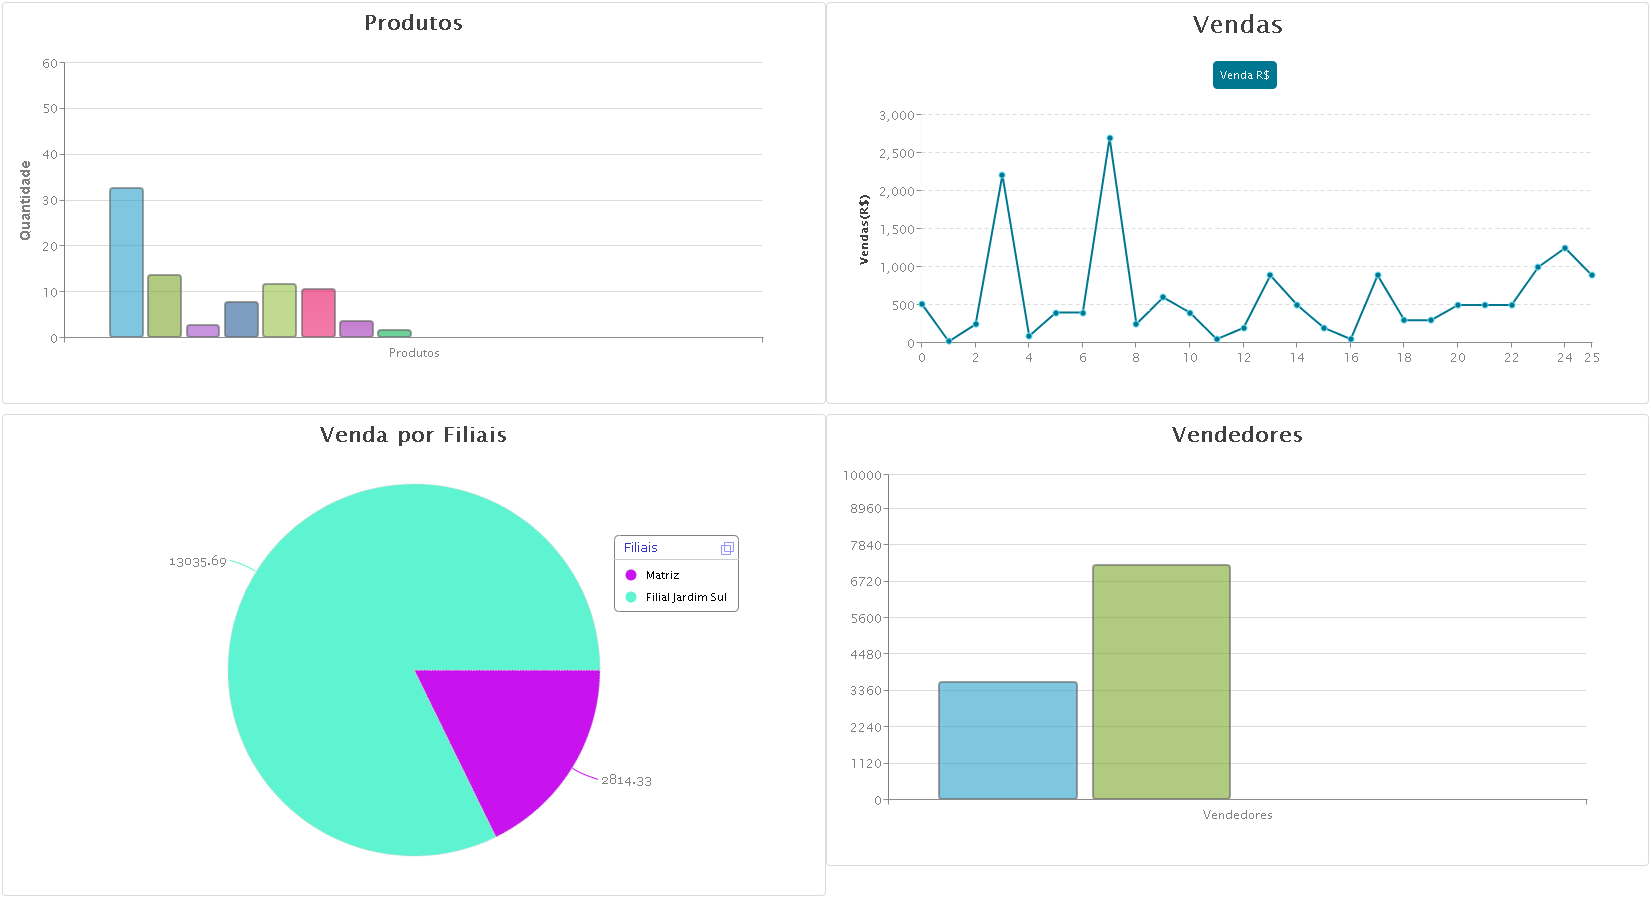 Produtos
60
50
40
30
20
10
0
Quantidade
Produtos
Vendas
Venda R$
3,000
2,500
2,000
1,500
1,000
500
0
Vendas(R$)
0 2 4 6 8 10 12 14 16 18 20 22 24 25
Venda por Filiais
13035.69
2814.33
Filiais
Matriz
Filial Jardim Sul
Vendedores
10000
8960
7840
6720
5600
4480
3360
2240
1120
0
Vendedores